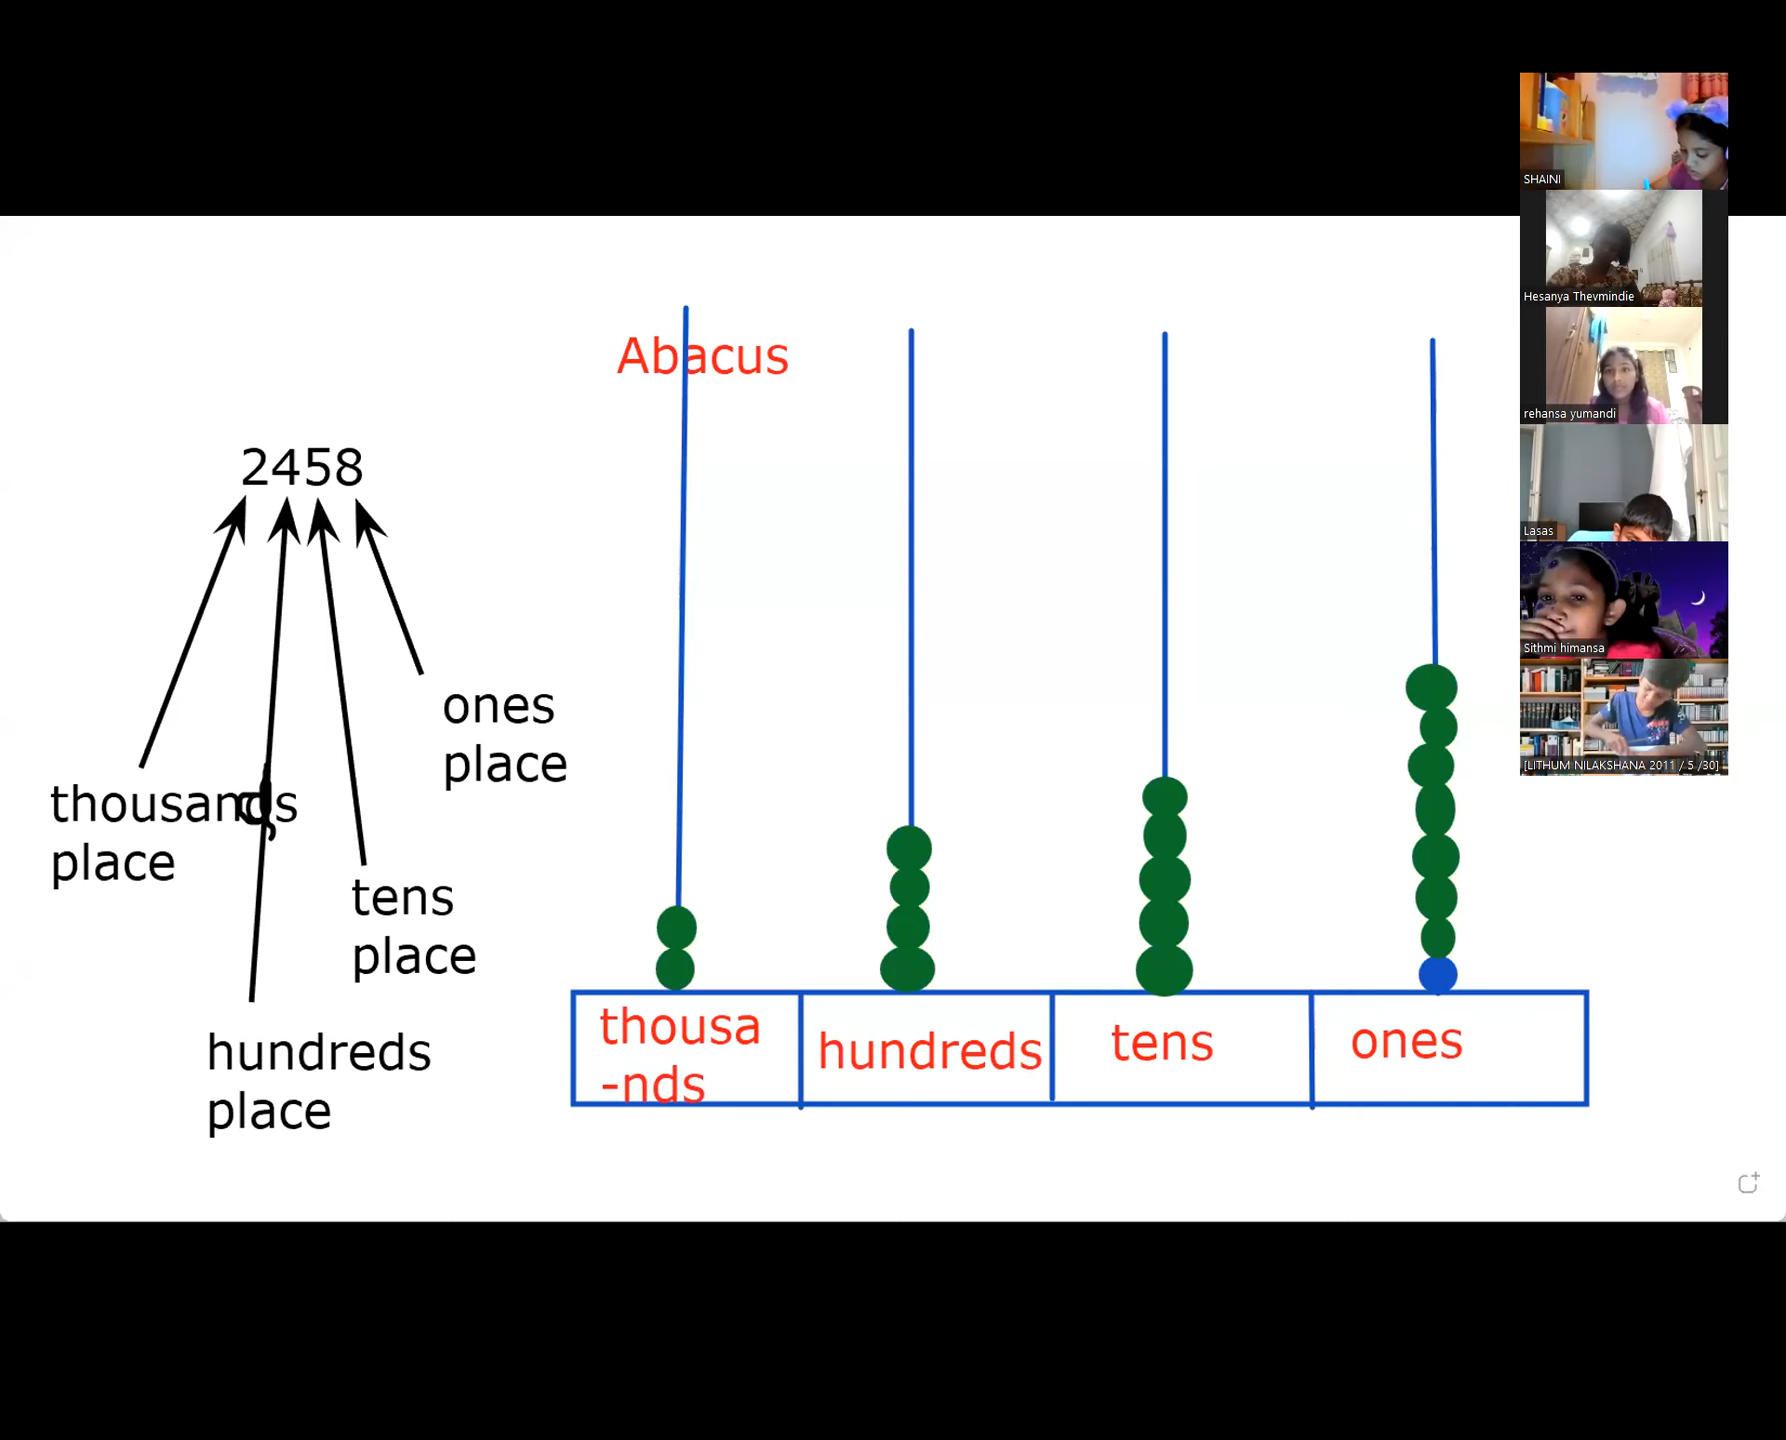 Abacus
2458
ones
place
thousands
place
tens
place
hundreds
place
thousa
-nds
hundreds
tens
ones
SHAINI
Hesanya Thevmindie
rehansa yumandi
Lasas
Sithmi himansa
[LITHUM NILAKSHANA 2011 / 5 /30]